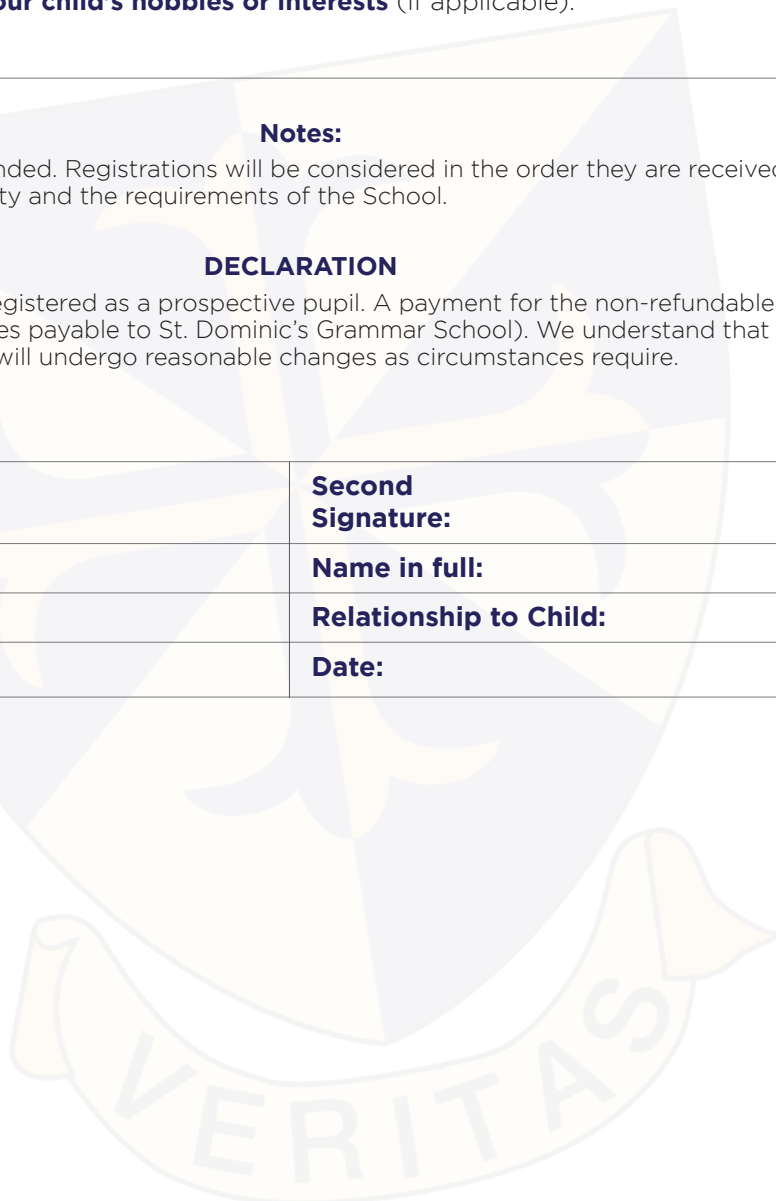 our child's hobbies or interests (if applicable).
Notes:
nded. Registrations will be considered in the order they are received
ty and the requirements of the School.
DECLARATION
egistered as a prospective pupil. A payment for the non-refundable
es payable to St. Dominic's Grammar School). We understand that
will undergo reasonable changes as circumstances require.
Second
Signature:
Name in full:
Relationship to Child:
Date:
VERITAS